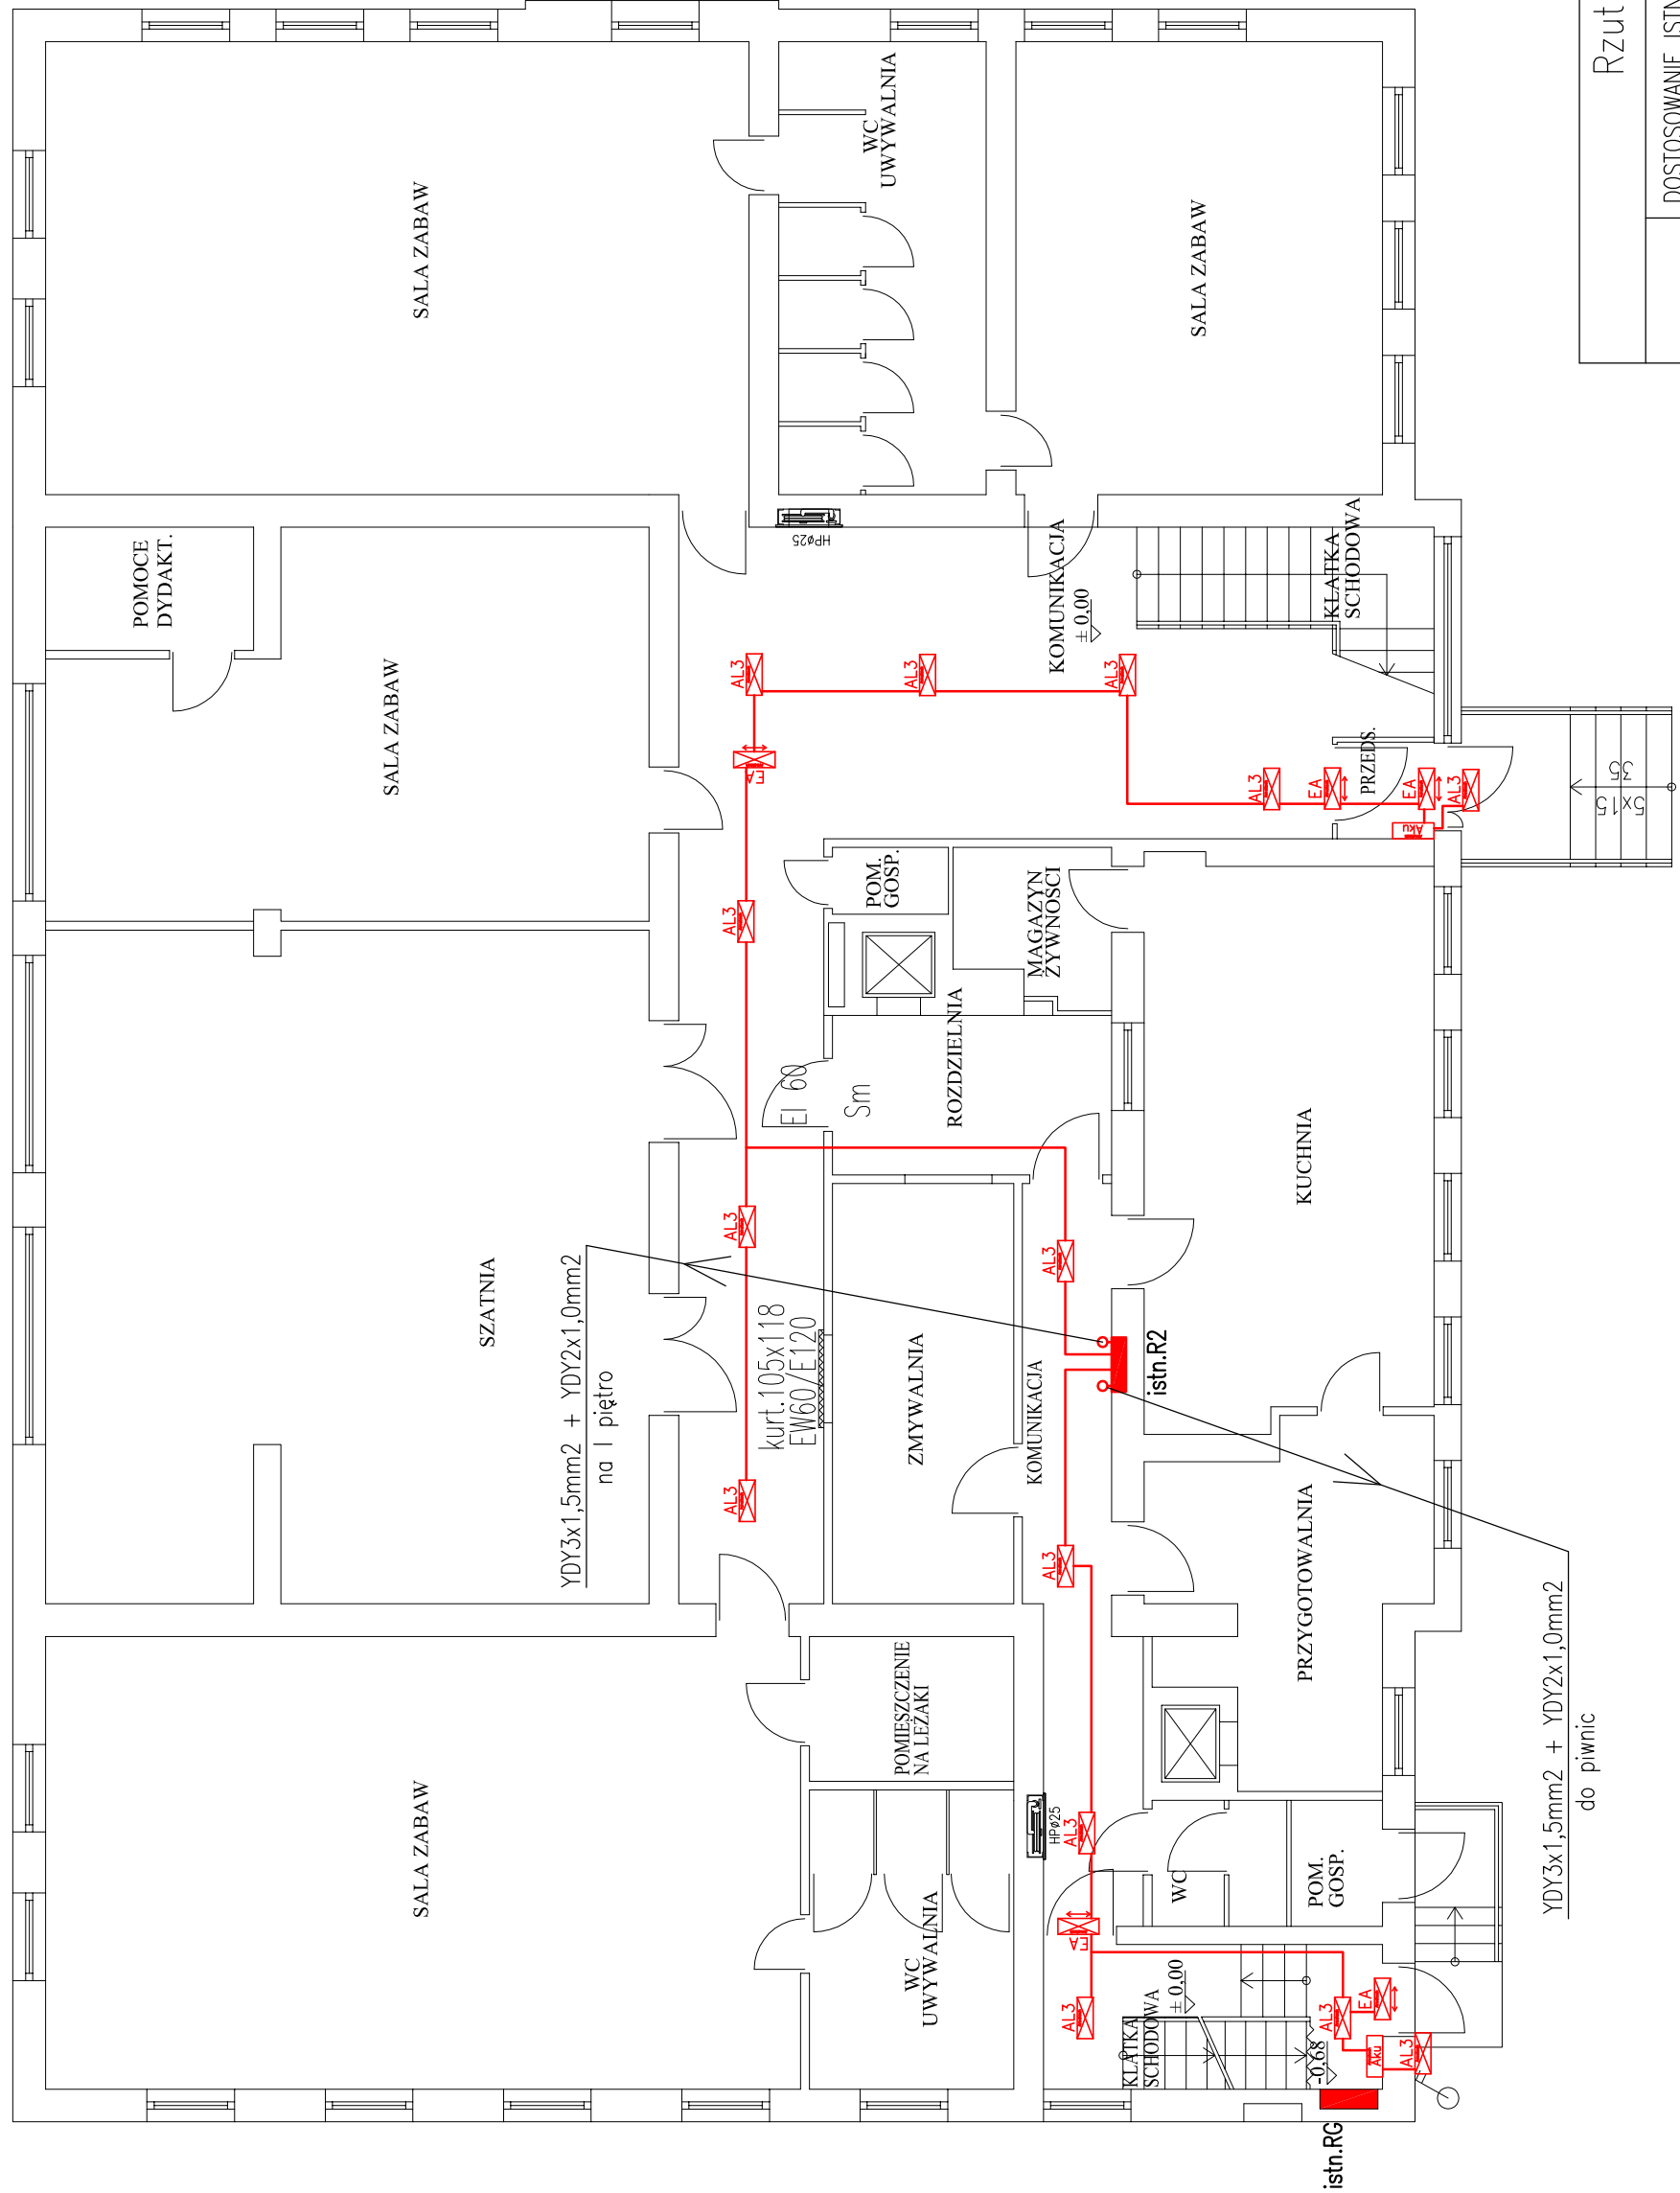 POMOCE
DYDAKT.
SALA ZABAW
SALA ZABAW
SALA ZABAW
SZATNIA
YDY3x1,5mm2 + YDY2x1,0mm2
na I piętro
AL3
AL3
AL3
EA
AL3
kurt.105x118
EW60/E120
EI 60
Sm
HPø25
WC
UWYWALNIA
POMIESZCZENIE
NA LEŻAKI
ZMYWALNIA
POM.
GOSP.
WC
UWYWALNIA
AL3
ROZDZIELNIA
MAGAZYN
ŻYWNOŚCI
KOMUNIKACJA
HPø25
AL3
AL3
EA
AL3
AL3
KOMUNIKACJA
±0,00
AL3
istn.R2
KLATKA
SCHODOWA
±0,00
WC
SALA ZABAW
AL3
KUCHNIA
PRZYGOTOWALNIA
POM.
GOSP.
-0,68
AL3
EA
Aku
AL3
istn.RG
EA
PRZEDS.
KLATKA
SCHODOWA
Aku
EA
AL3
YDY3x1,5mm2 + YDY2x1,0mm2
do piwnic
5x15
35
Rzut
DOSTOSOWANIE ISTN